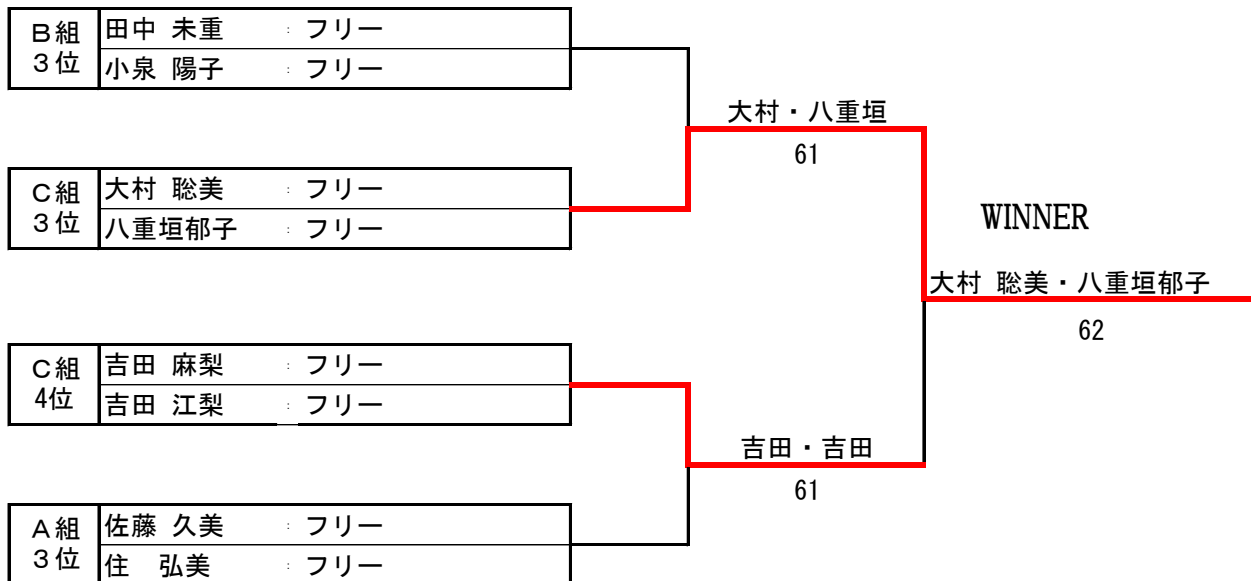 B組 田中 未重 : フリー
3位 小泉 陽子 : フリー
大村・八重垣
61
C組 大村 聡美 : フリー
3位 八重垣郁子 : フリー
WINNER
大村 聡美・八重垣郁子
62
C組 吉田 麻梨 : フリー
4位 吉田 江梨 : フリー
吉田・吉田
61
A組 佐藤 久美 : フリー
3位 住 弘美 : フリー